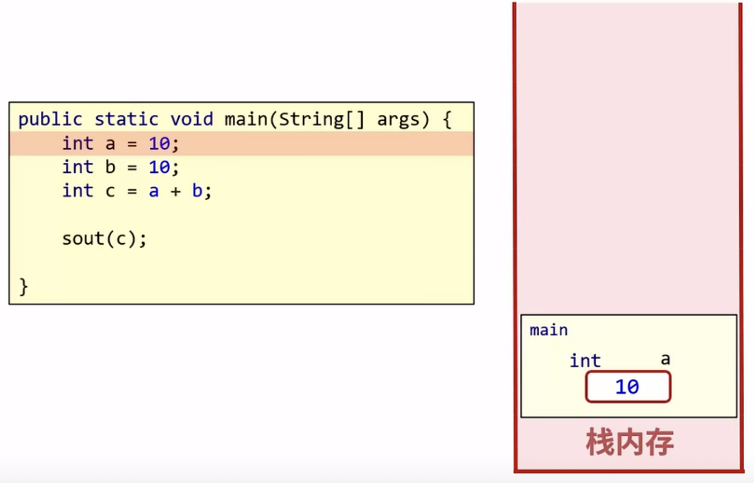 public static void main(String[] args) {
    int a = 10;
    int b = 10;
    int c = a + b;
    sout(c);
}
main
int a
10
栈内存